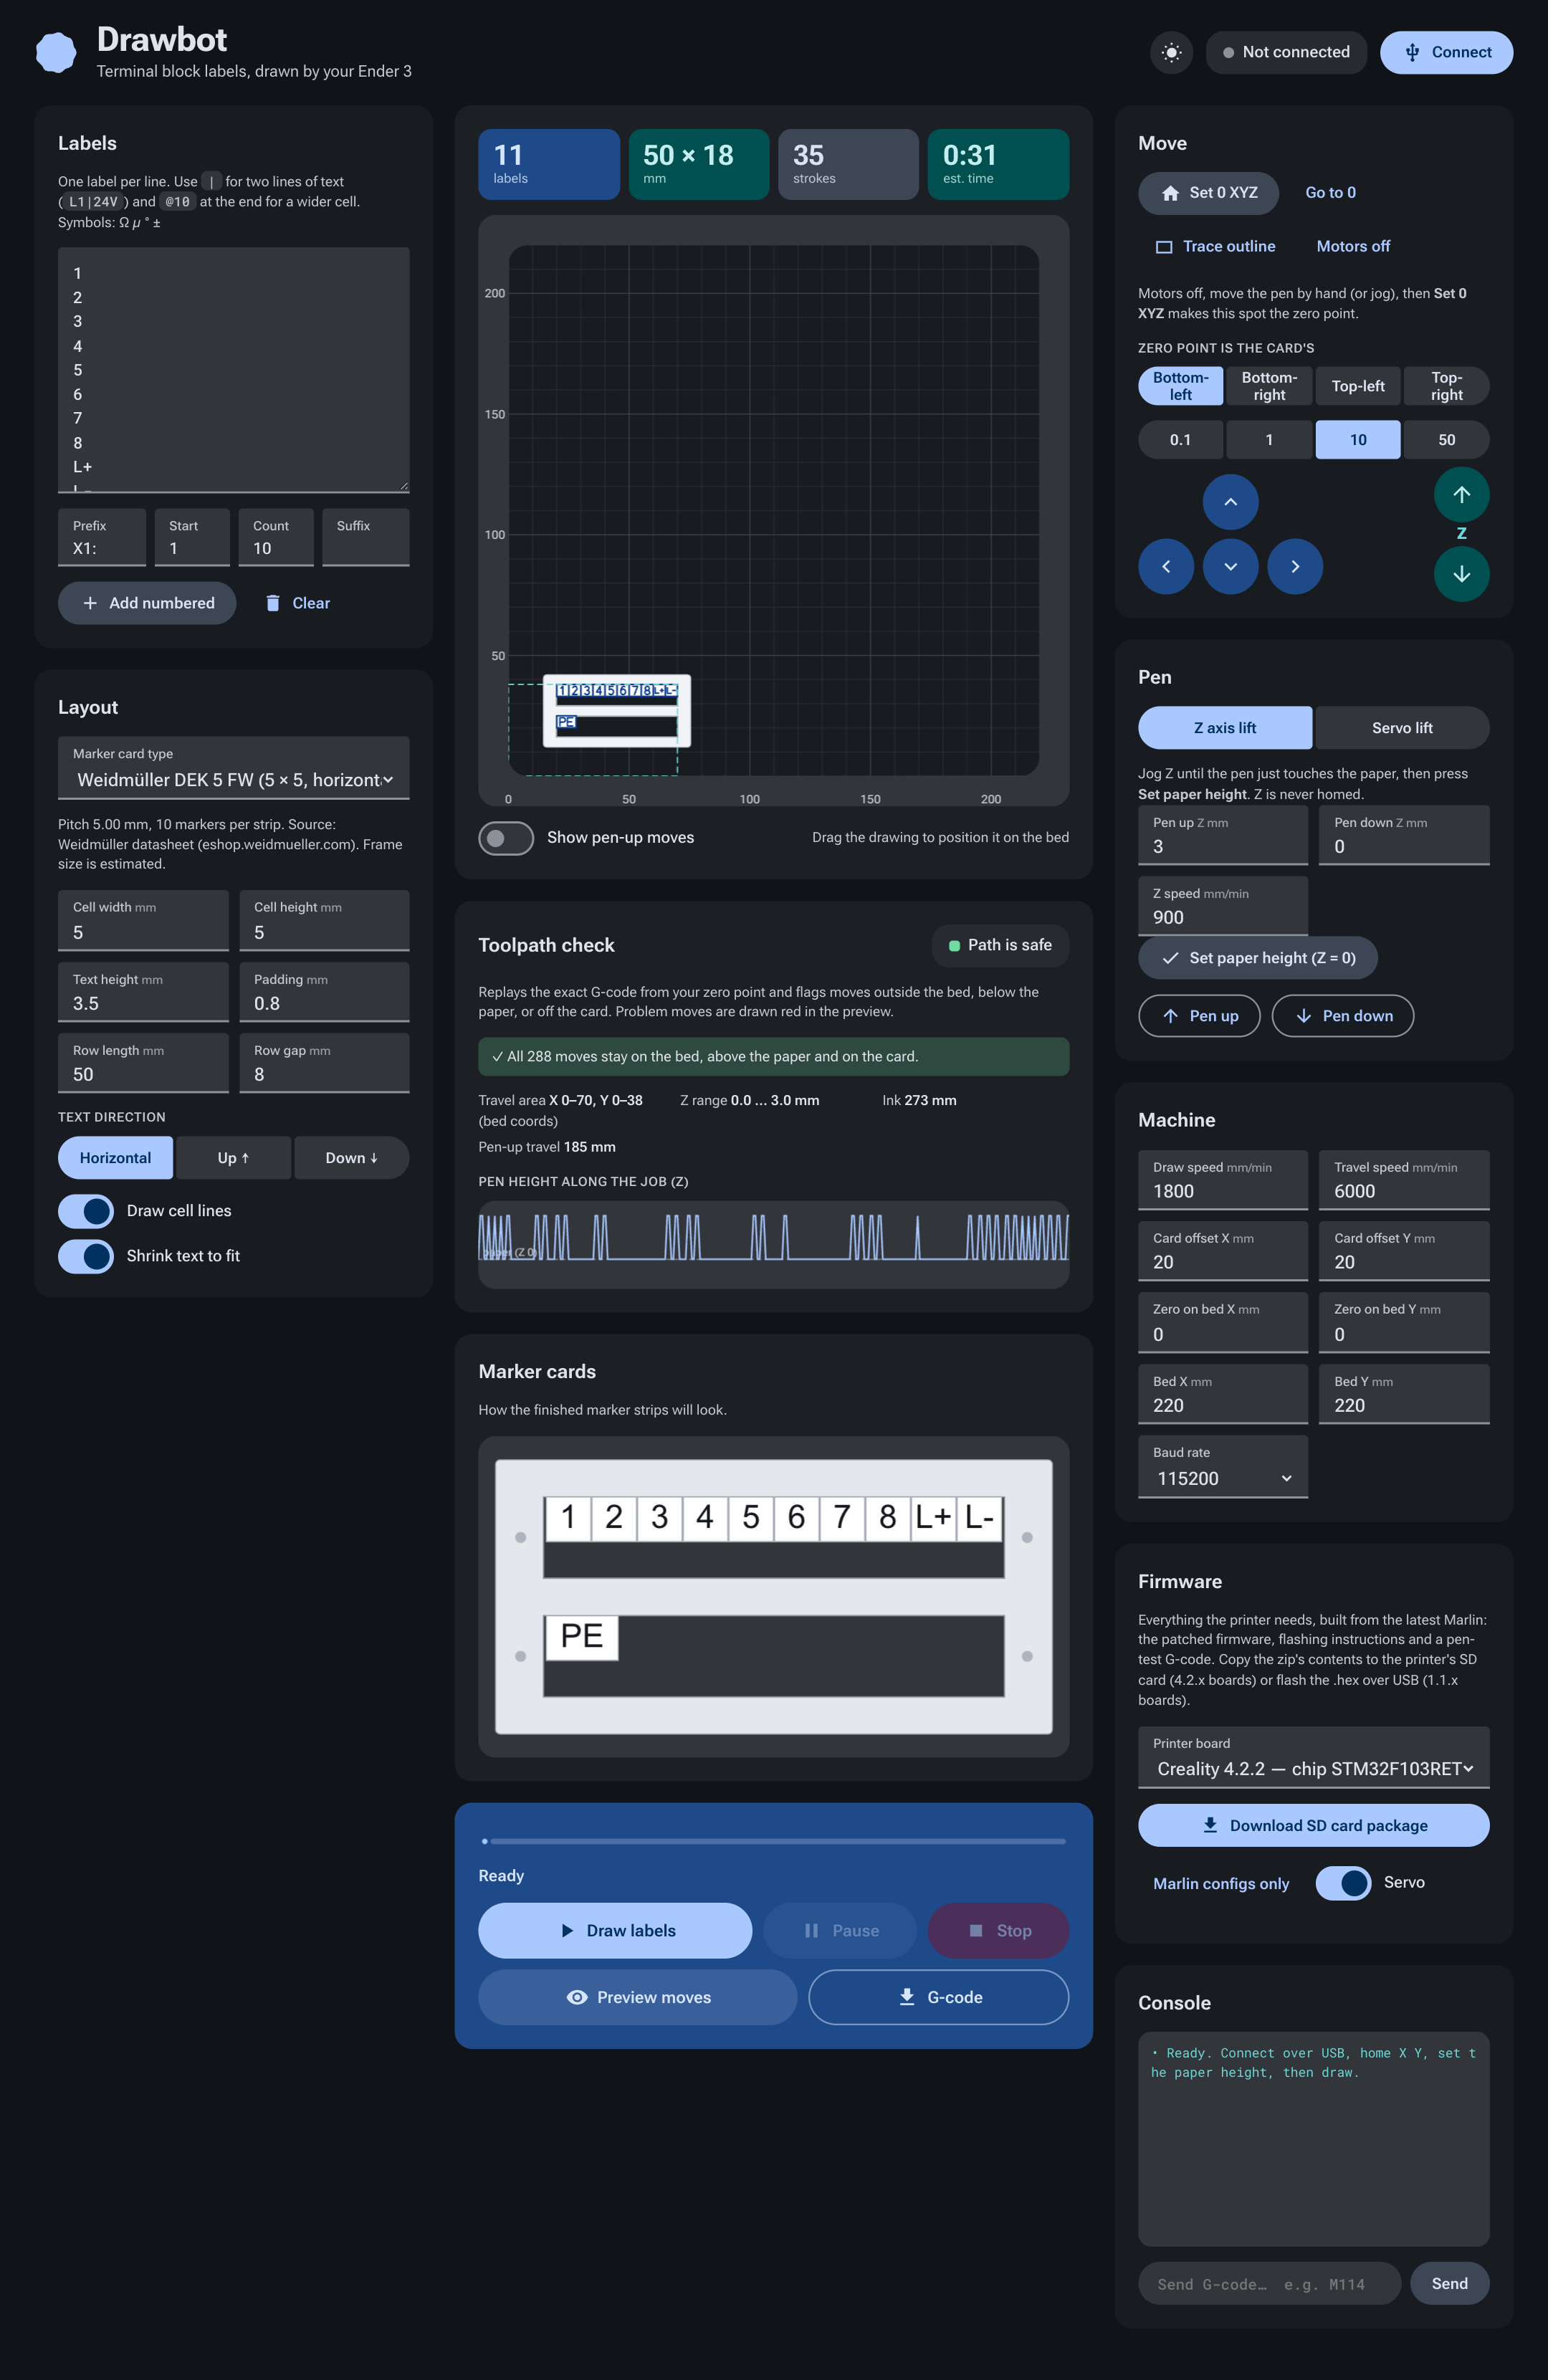 Drawbot
Terminal block labels, drawn by your Ender 3
Not connected
Connect
Labels
One label per line. Use | for two lines of text
(L1|24V) and @10 at the end for a wider cell.
Symbols: Ω µ ° ±
1
2
3
4
5
6
7
8
L+
Prefix
X1:
Start
1
Count
10
Suffix
Add numbered
Clear
Layout
Marker card type
Weidmüller DEK 5 FW (5 × 5, horizont
Pitch 5.00 mm, 10 markers per strip. Source:
Weidmüller datasheet (eshop.weidmueller.com). Frame
size is estimated.
Cell width mm
5
Cell height mm
5
Text height mm
3.5
Padding mm
0.8
Row length mm
50
Row gap mm
8
TEXT DIRECTION
Horizontal
Up ↑
Down ↓
Draw cell lines
Shrink text to fit
11
labels
50 × 18
mm
35
strokes
0:31
est. time
200
150
100
50
1 2 3 4 5 6 7 8 L+ L-
PE
0 50 100 150 200
Show pen-up moves
Drag the drawing to position it on the bed
Toolpath check
Path is safe
Replays the exact G-code from your zero point and flags moves outside the bed, below the
paper, or off the card. Problem moves are drawn red in the preview.
✓ All 288 moves stay on the bed, above the paper and on the card.
Travel area X 0–70, Y 0–38
(bed coords)
Z range 0.0 … 3.0 mm
Ink 273 mm
Pen-up travel 185 mm
PEN HEIGHT ALONG THE JOB (Z)
paper (Z 0)
Marker cards
How the finished marker strips will look.
1 2 3 4 5 6 7 8 L+ L-
PE
Ready
Draw labels
Pause
Stop
Preview moves
G-code
Move
Set 0 XYZ
Go to 0
Trace outline
Motors off
Motors off, move the pen by hand (or jog), then Set 0
XYZ makes this spot the zero point.
ZERO POINT IS THE CARD'S
Bottom-
left
Bottom-
right
Top-left
Top-
right
0.1
1
10
50
Z
Pen
Z axis lift
Servo lift
Jog Z until the pen just touches the paper, then press
Set paper height. Z is never homed.
Pen up Z mm
3
Pen down Z mm
0
Z speed mm/min
900
Set paper height (Z = 0)
Pen up
Pen down
Machine
Draw speed mm/min
1800
Travel speed mm/min
6000
Card offset X mm
20
Card offset Y mm
20
Zero on bed X mm
0
Zero on bed Y mm
0
Bed X mm
220
Bed Y mm
220
Baud rate
115200
Firmware
Everything the printer needs, built from the latest Marlin:
the patched firmware, flashing instructions and a pen-
test G-code. Copy the zip's contents to the printer's SD
card (4.2.x boards) or flash the .hex over USB (1.1.x
boards).
Printer board
Creality 4.2.2 — chip STM32F103RET
Download SD card package
Marlin configs only
Servo
Console
· Ready. Connect over USB, home X Y, set t
he paper height, then draw.
Send G-code… e.g. M114
Send